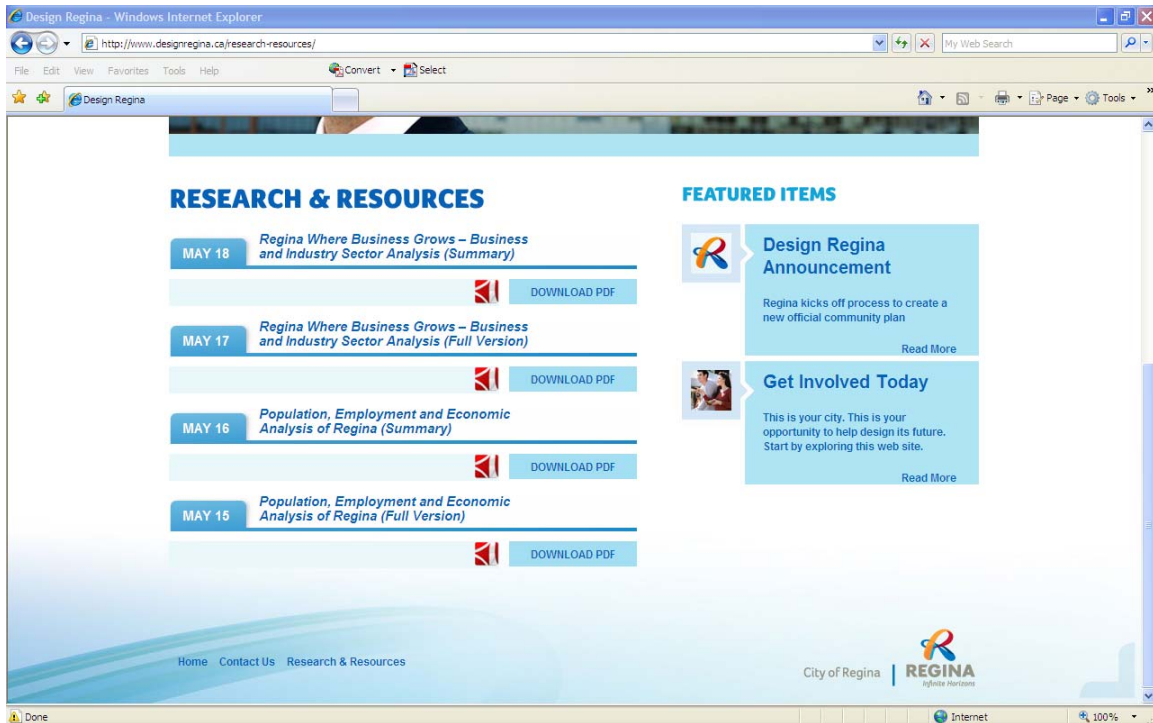 Design Regina - Windows Internet Explorer
http://www.designregina.ca/research-resources/
My Web Search
File Edit View Favorites Tools Help
Convert
Select
Design Regina
Page
Tools
RESEARCH & RESOURCES
MAY 18
Regina Where Business Grows – Business
and Industry Sector Analysis (Summary)
DOWNLOAD PDF
MAY 17
Regina Where Business Grows – Business
and Industry Sector Analysis (Full Version)
DOWNLOAD PDF
MAY 16
Population, Employment and Economic
Analysis of Regina (Summary)
DOWNLOAD PDF
MAY 15
Population, Employment and Economic
Analysis of Regina (Full Version)
DOWNLOAD PDF
FEATURED ITEMS
Design Regina
Announcement
Regina kicks off process to create a
new official community plan
Read More
Get Involved Today
This is your city. This is your
opportunity to help design its future.
Start by exploring this web site.
Read More
Home Contact Us Research & Resources
City of Regina
REGINA
Infinite Horizons
Done
Internet
100%